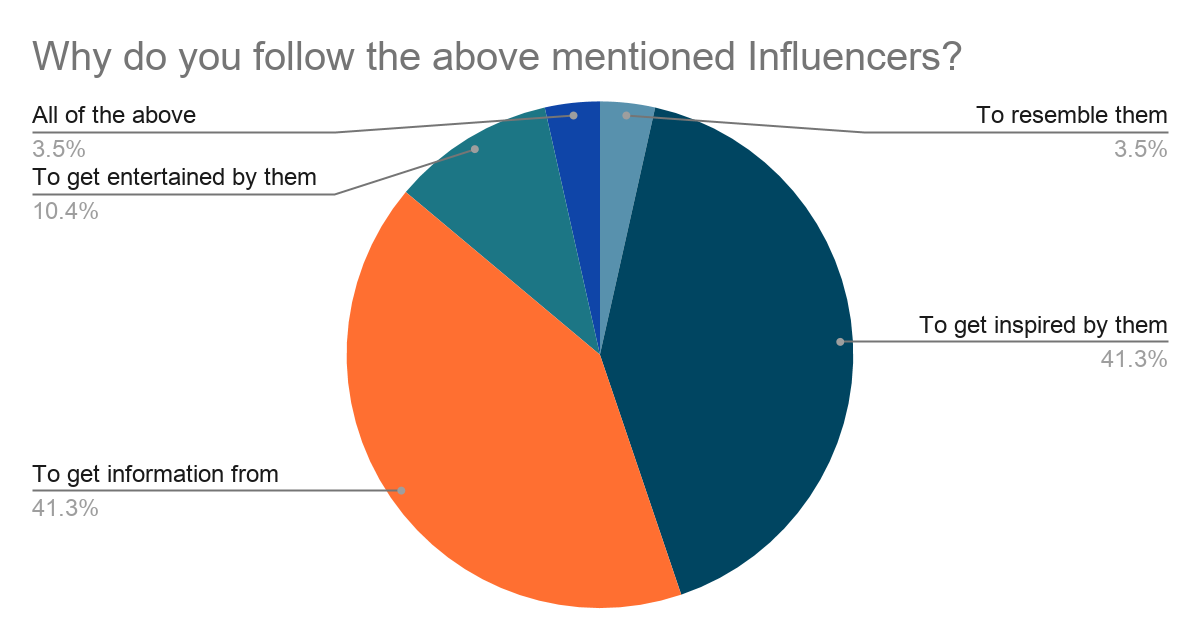 Why do you follow the above mentioned Influencers?
All of the above
3.5%
To get entertained by them
10.4%
To get information from
41.3%
To resemble them
3.5%
To get inspired by them
41.3%